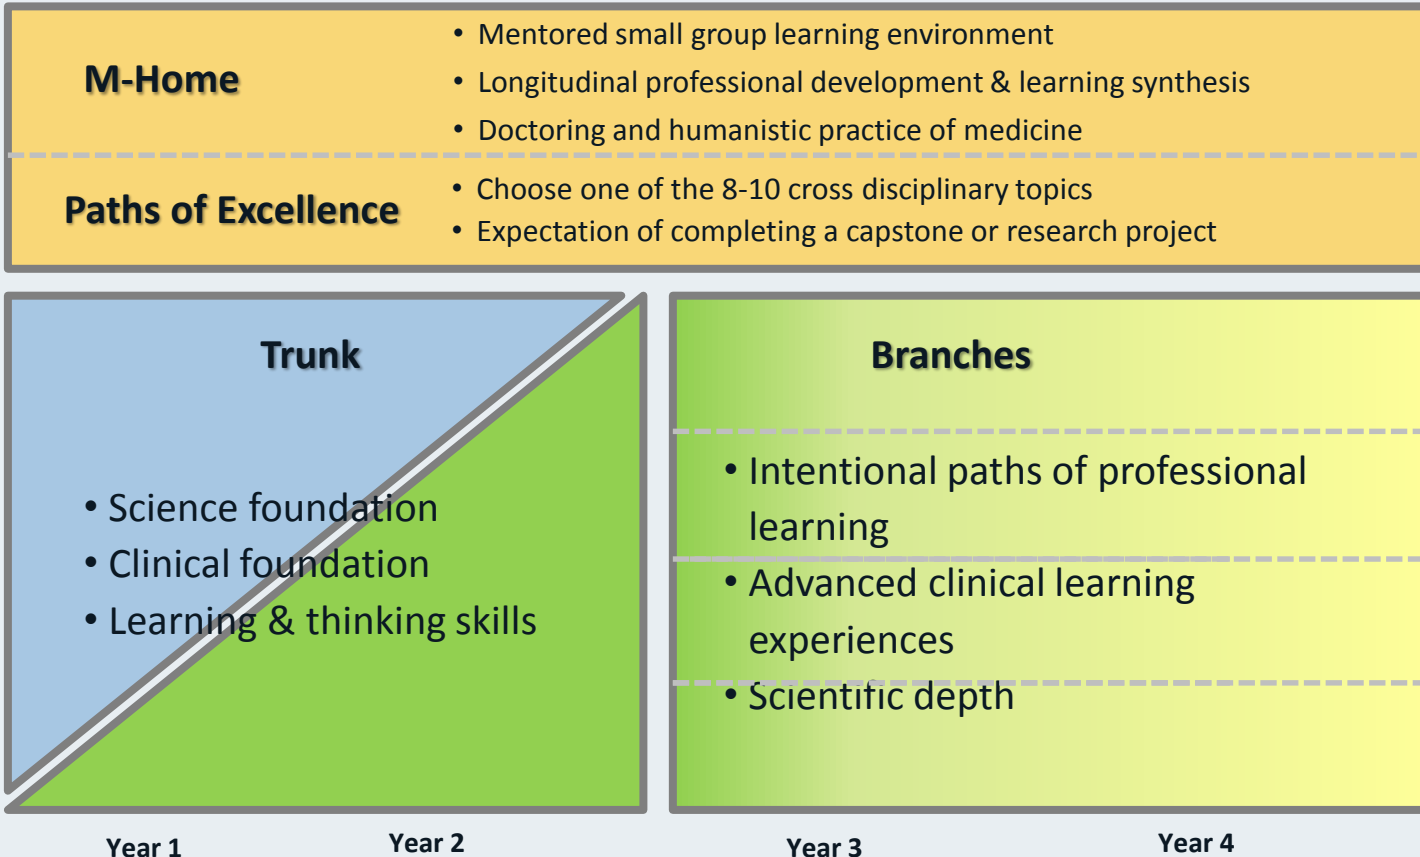 M-Home
• Mentored small group learning environment
• Longitudinal professional development & learning synthesis
• Doctoring and humanistic practice of medicine
Paths of Excellence
• Choose one of the 8-10 cross disciplinary topics
• Expectation of completing a capstone or research project
Trunk
• Science foundation
• Clinical foundation
• Learning & thinking skills
Branches
• Intentional paths of professional
learning
• Advanced clinical learning
experiences
• Scientific depth
Year 1
Year 2
Year 3
Year 4